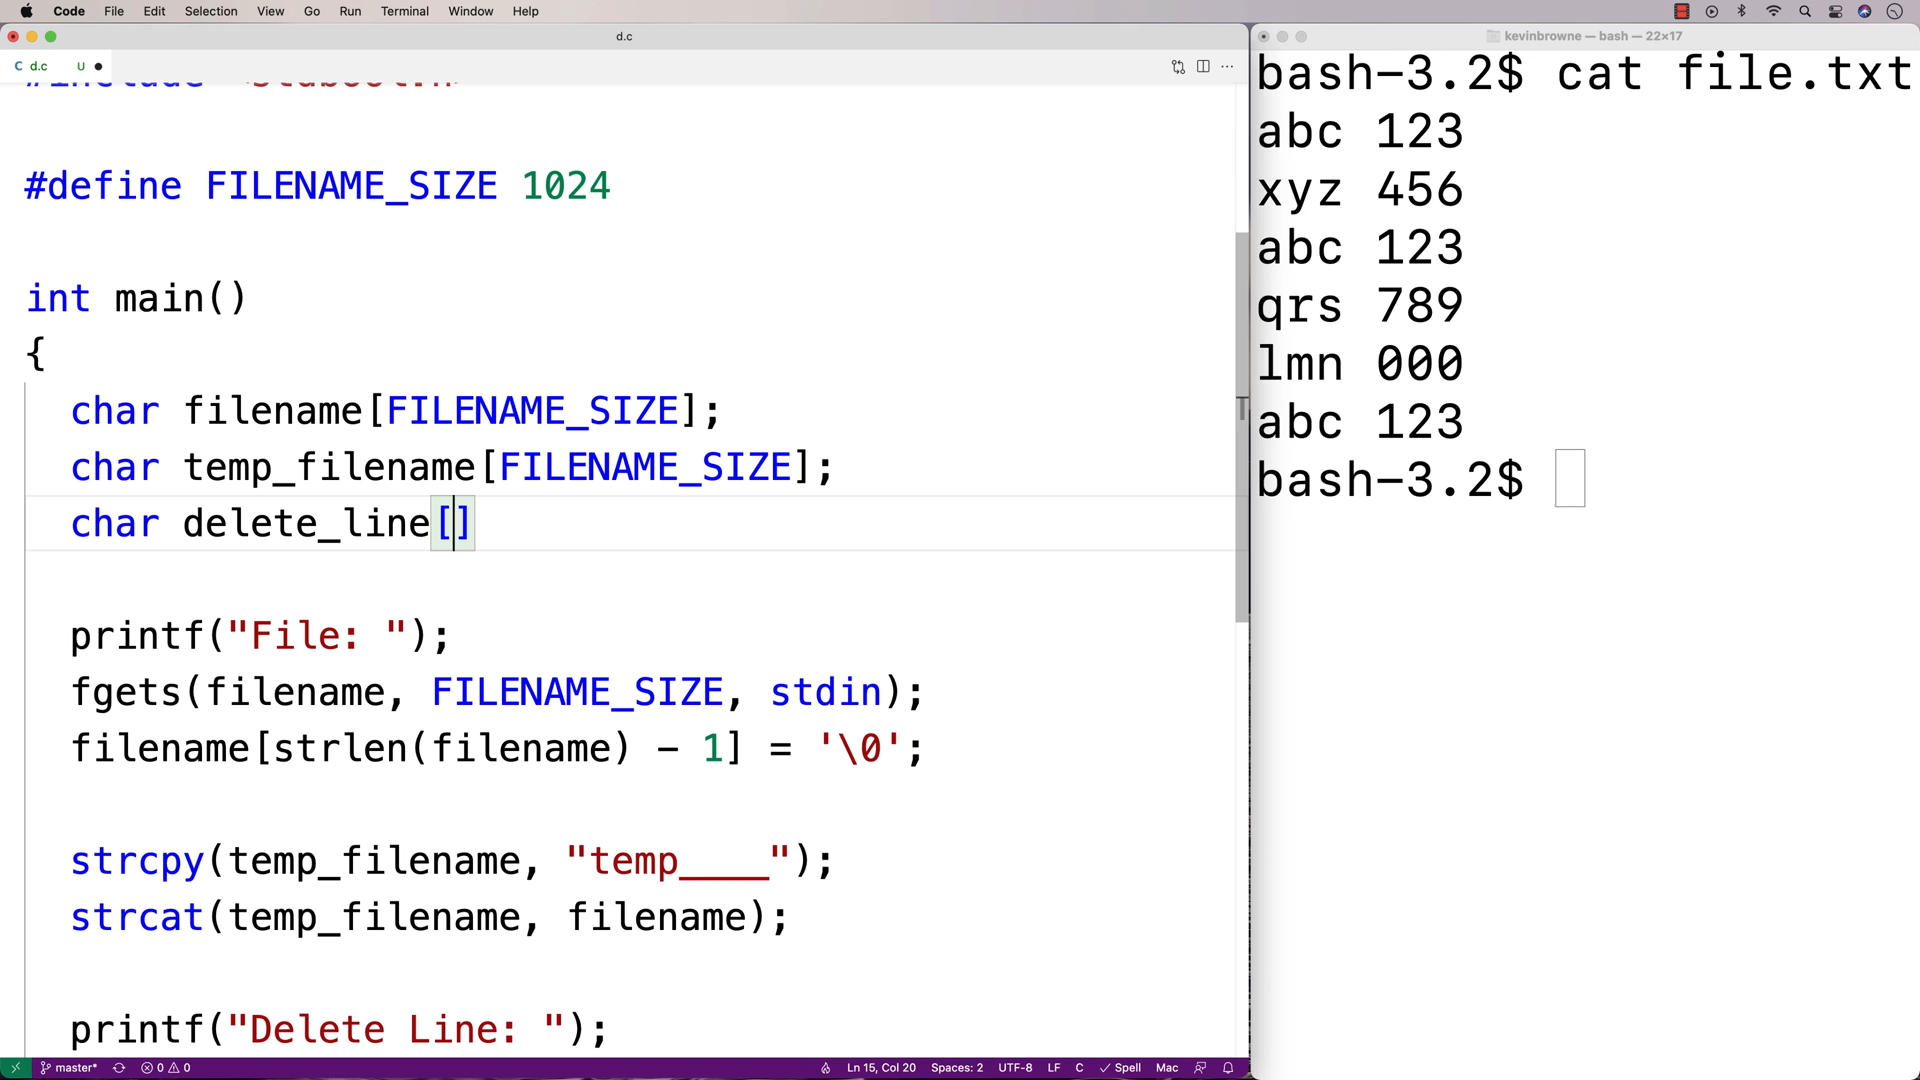 Code File Edit Selection View Go Run Terminal Window Help
d.c
C d.c U
#define FILENAME_SIZE 1024
int main()
{
char filename[FILENAME_SIZE];
char temp_filename[FILENAME_SIZE];
char delete_line[]
printf("File: ");
fgets(filename, FILENAME_SIZE, stdin);
filename[strlen(filename) - 1] = '\0';
strcpy(temp_filename, "temp____");
strcat(temp_filename, filename);
printf("Delete Line: ");
master* 0 0 Ln 15, Col 20 Spaces: 2 UTF-8 LF C Spell Mac
kevinbrowne — bash — 22×17
bash-3.2$ cat file.txt
abc 123
xyz 456
abc 123
qrs 789
lmn 000
abc 123
bash-3.2$